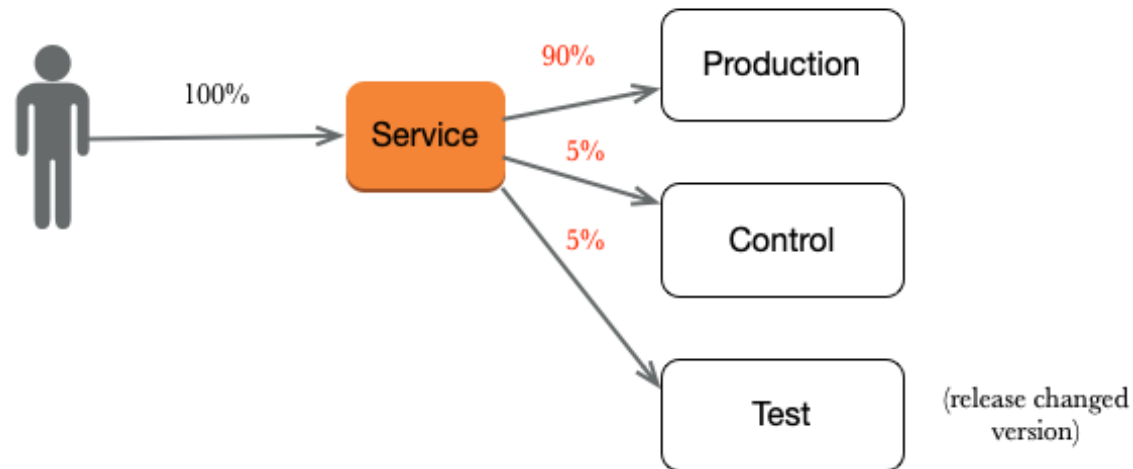 100%
Service
90%
Production
5%
Control
5%
Test
(release changed
version)